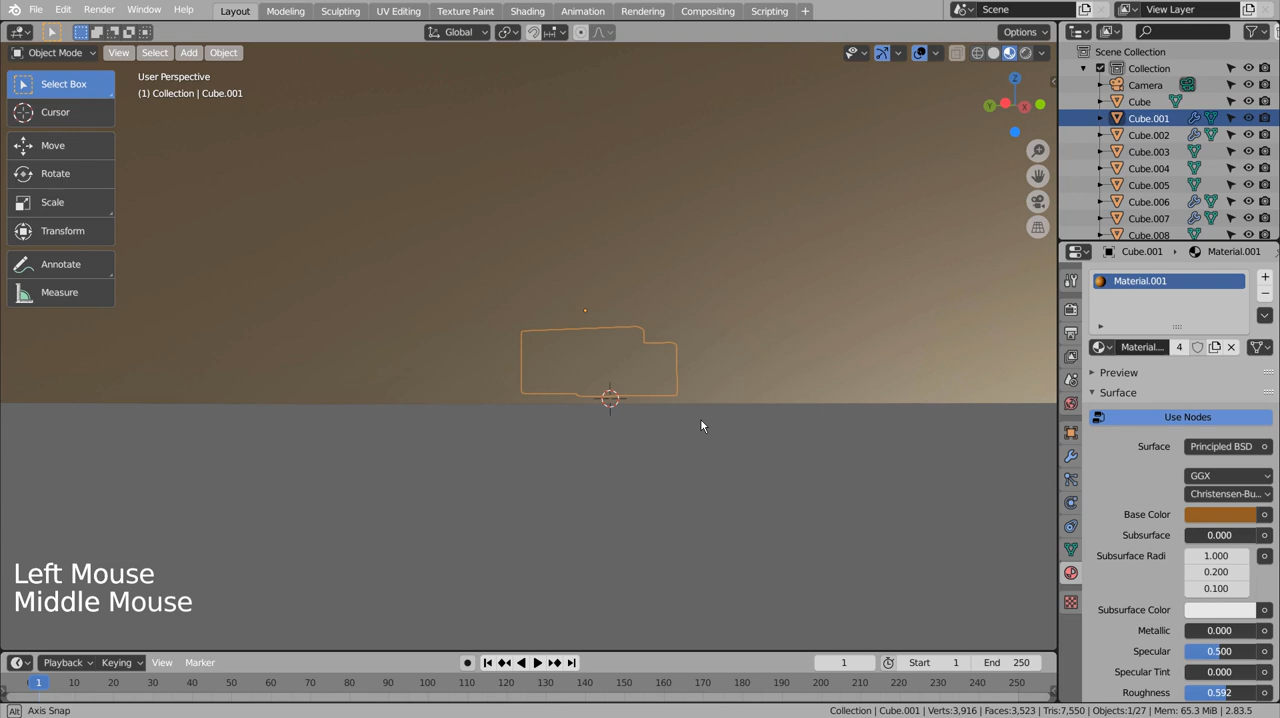 File Edit Render Window Help Layout Modeling Sculpting UV Editing Texture Paint Shading Animation Rendering Compositing Scripting + Scene View Layer
Global Options
Object Mode View Select Add Object
Select Box
Cursor
Move
Rotate
Scale
Transform
Annotate
Measure
User Perspective
(1) Collection | Cube.001
Z
Y X
Left Mouse
Middle Mouse
Scene Collection
Collection
Camera
Cube
Cube.001
Cube.002
Cube.003
Cube.004
Cube.005
Cube.006
Cube.007
Cube.008
Cube.001 Material.001
Material.001
Material.... 4
Preview
Surface
Use Nodes
Surface Principled BSD
GGX
Christensen-Bu...
Base Color
Subsurface 0.000
Subsurface Radi 1.000
0.200
0.100
Subsurface Color
Metallic 0.000
Specular 0.500
Specular Tint 0.000
Roughness 0.592
Playback Keying View Marker 1 Start 1 End 250
1 10 20 30 40 50 60 70 80 90 100 110 120 130 140 150 160 170 180 190 200 210 220 230 240 250
Alt Axis Snap Collection | Cube.001 | Verts:3,916 | Faces:3,523 | Tris:7,550 | Objects:1/27 | Mem: 65.3 MiB | 2.83.5